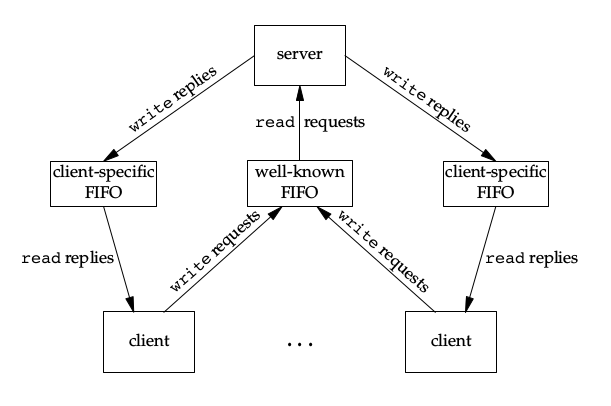 server
write replies
write replies
read requests
client-specific
FIFO
well-known
FIFO
client-specific
FIFO
write requests
write requests
read replies
read replies
client
...
client